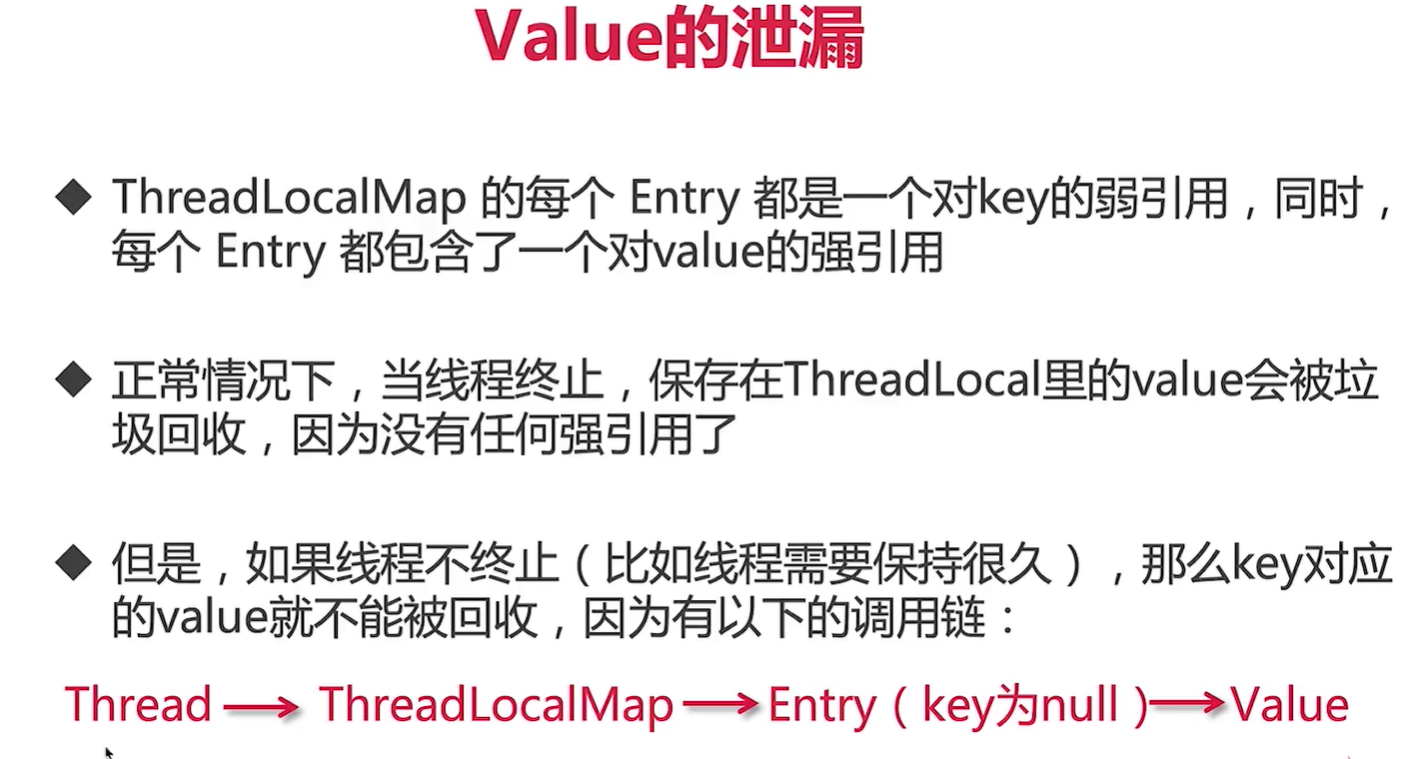 Value的泄漏
◆ ThreadLocalMap 的每个 Entry 都是一个对key的弱引用，同时，
每个 Entry 都包含了一个对value的强引用
◆ 正常情况下，当线程终止，保存在ThreadLocal里的value会被垃
圾回收，因为没有任何强引用了
◆ 但是，如果线程不终止（比如线程需要保持很久），那么key对应
的value就不能被回收，因为有以下的调用链：
Thread → ThreadLocalMap → Entry（key为null）→ Value